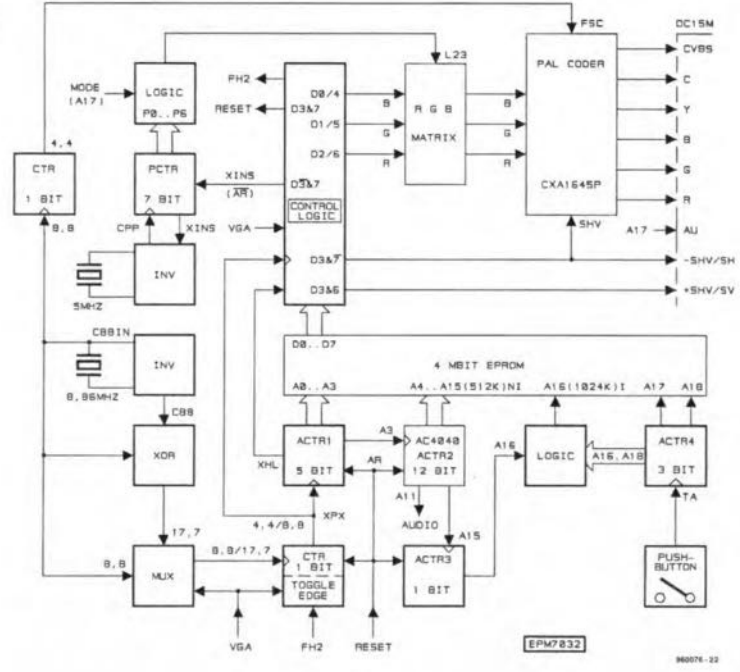 FSC
DC15M
L23
PAL CODER
CVBS
MODE
(A17)
LOGIC
P0..P6
FH2
RESET
D0/4
D3&7
D1/5
D2/6
B
G
R
R G B
MATRIX
B
G
R
C
Y
B
G
R
4,4
CTR
1 BIT
8,8
PCTR
7 BIT
XINS
(AR)
D3&7
CONTROL
LOGIC
CXA1645P
CPP
XINS
VGA
SHV
A17
AU
5MHZ
INV
D3&7
-SHV/SH
D3&6
+SHV/SV
C88IN
8,86MHZ
INV
C88
D0..D7
4 MBIT EPROM
A0..A3
A4..A15(512K)NI
A16(1024K)I
A17
A18
XOR
XHL
ACTR1
5 BIT
A3
AR
AC4040
ACTR2
12 BIT
A16
LOGIC
A16,A18
ACTR4
3 BIT
TA
4,4/8,8
XPX
A11
AUDIO
A15
17,7
8,8
MUX
8,8/17,7
CTR
1 BIT
TOGGLE
EDGE
ACTR3
1 BIT
PUSH-
BUTTON
VGA
FH2
RESET
EPM7032
960076-22